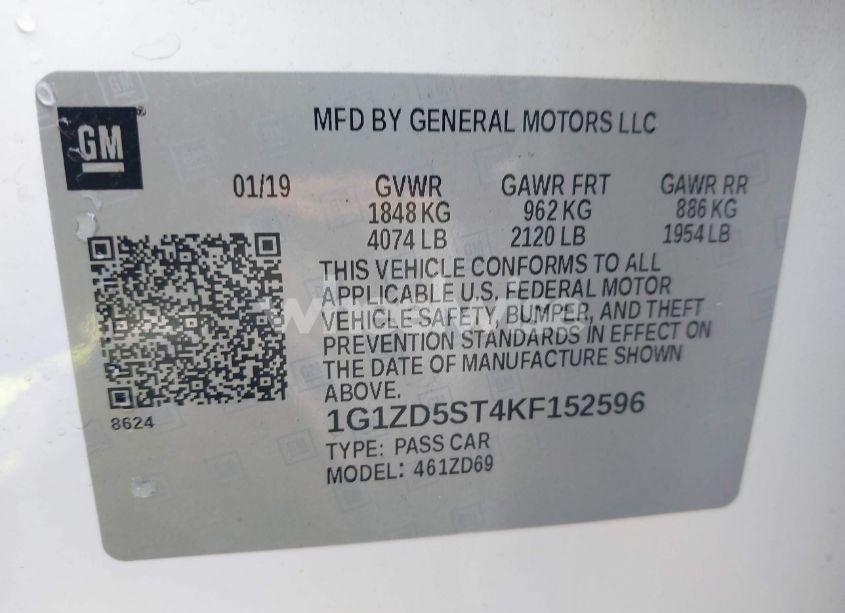 GM
MFD BY GENERAL MOTORS LLC
01/19 GVWR GAWR FRT GAWR RR
1848 KG 962 KG 886 KG
4074 LB 2120 LB 1954 LB
THIS VEHICLE CONFORMS TO ALL
APPLICABLE U.S. FEDERAL MOTOR
VEHICLE SAFETY, BUMPER, AND THEFT
PREVENTION STANDARDS IN EFFECT ON
THE DATE OF MANUFACTURE SHOWN
ABOVE.
8624
1G1ZD5ST4KF152596
TYPE: PASS CAR
MODEL: 461ZD69